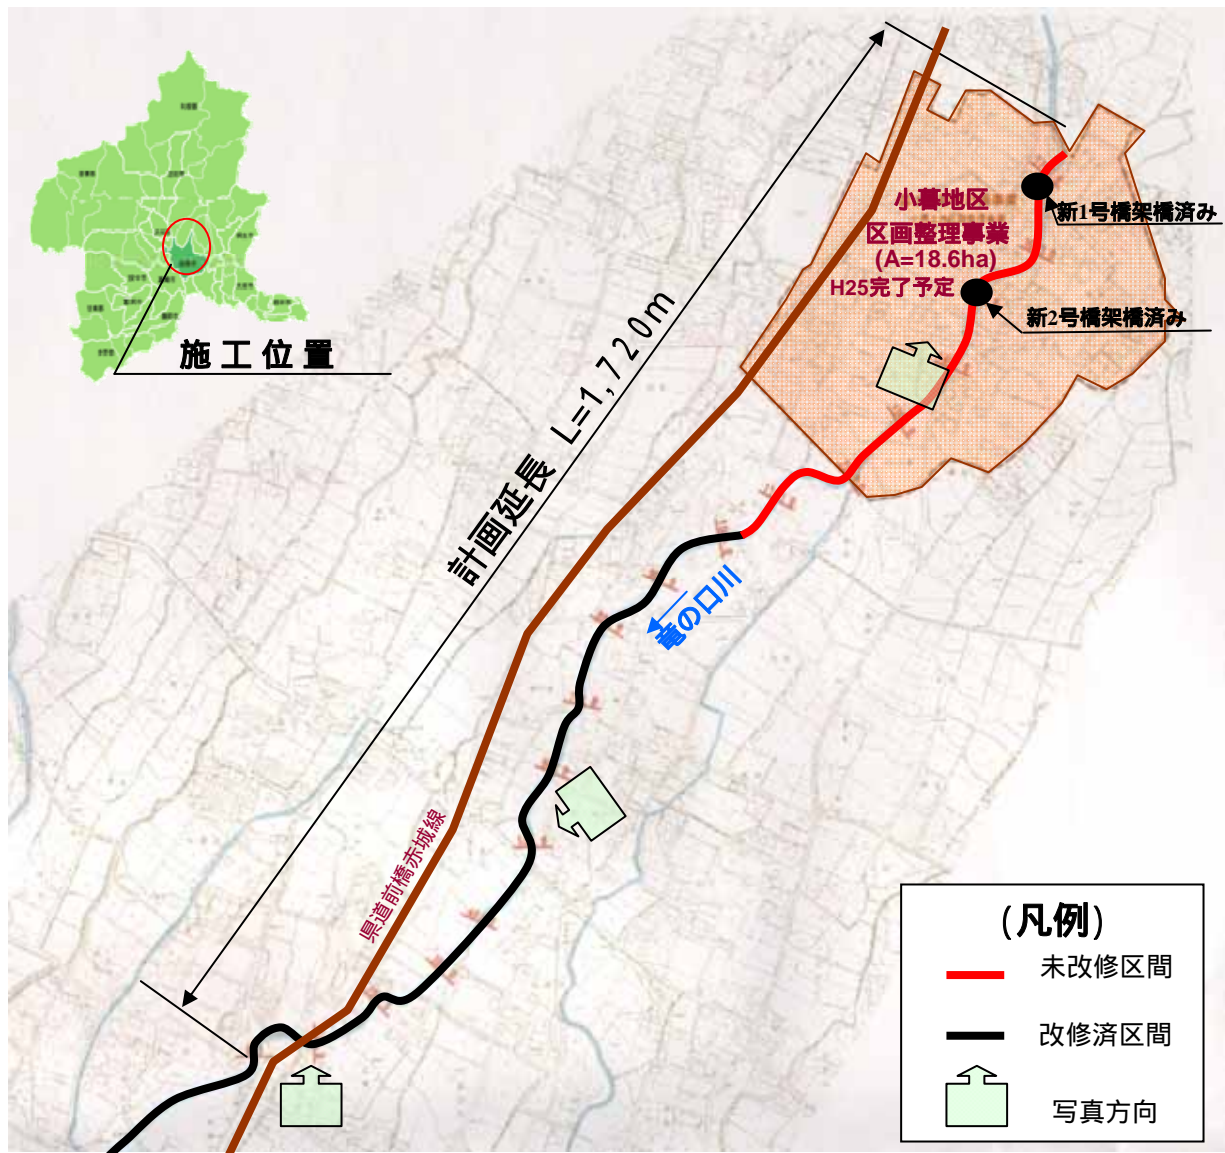 施工位置
計画延長 L=1,720m
小暮地区
区画整理事業
(A=18.6ha)
H25完了予定
新1号橋架橋済み
新2号橋架橋済み
竜の口川
県道前橋赤城線
(凡例)
未改修区間
改修済区間
写真方向